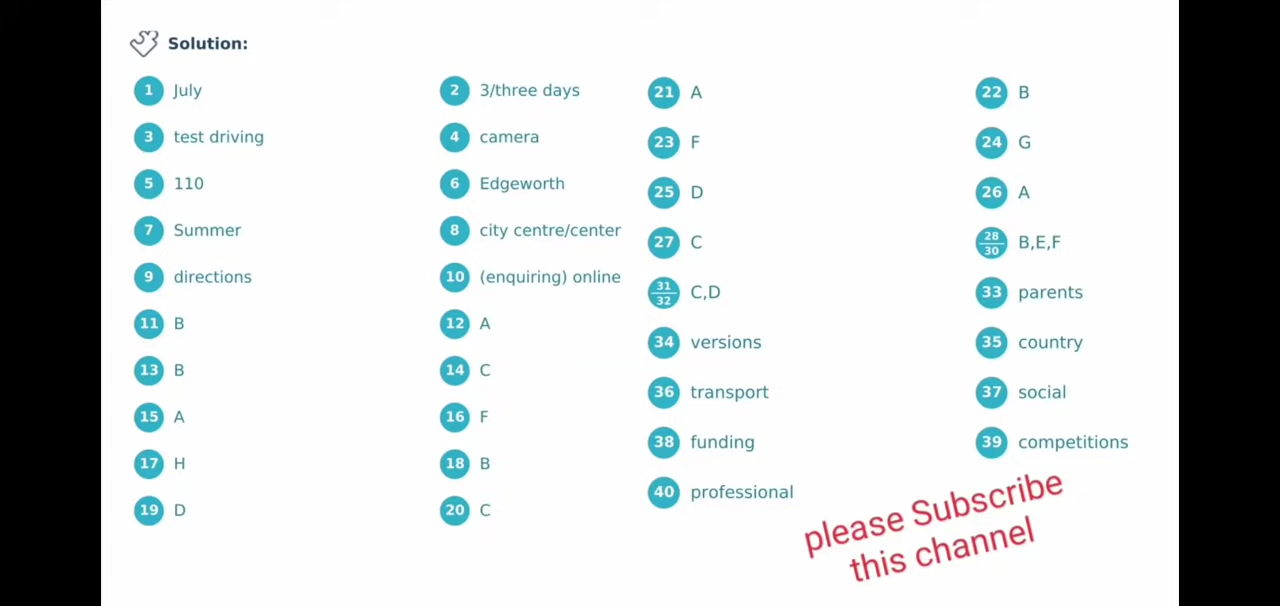 Solution:
1 July
2 3/three days
3 test driving
4 camera
5 110
6 Edgeworth
7 Summer
8 city centre/center
9 directions
10 (enquiring) online
11 B
12 A
13 B
14 C
15 A
16 F
17 H
18 B
19 D
20 C
21 A
22 B
23 F
24 G
25 D
26 A
27 C
28/30 B,E,F
31/32 C,D
33 parents
34 versions
35 country
36 transport
37 social
38 funding
39 competitions
40 professional
please Subscribe
this channel